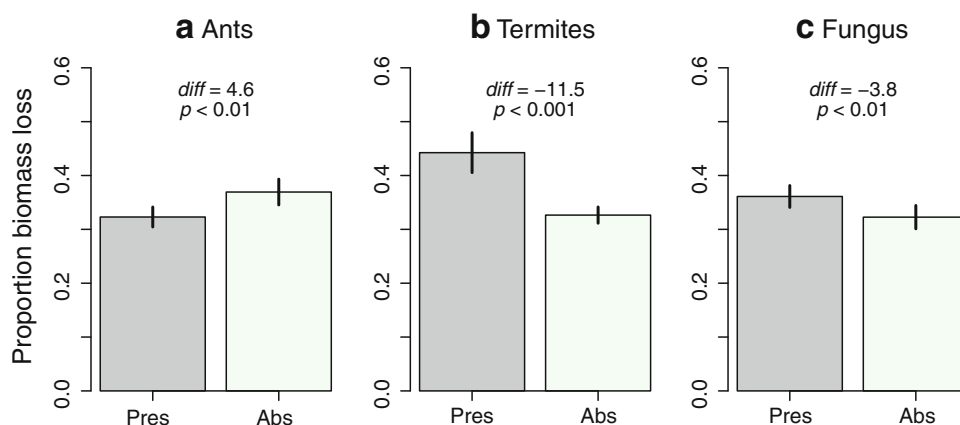 a Ants
b Termites
c Fungus
Proportion biomass loss
0.6
0.4
0.2
0.0
diff = 4.6
p < 0.01
Pres
Abs
0.6
0.4
0.2
0.0
diff = −11.5
p < 0.001
Pres
Abs
0.6
0.4
0.2
0.0
diff = −3.8
p < 0.01
Pres
Abs